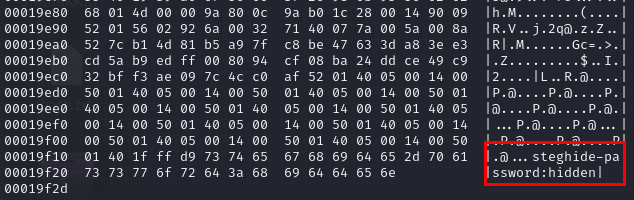 00019e80  68 01 4d 00 00 9a 80 0c  9a b0 1c 28 00 14 90 09  |h.M........(....
00019e90  52 01 56 02 92 6a 00 32  71 40 07 7a 00 5a 00 8a  |R.V..j.2q@.z.Z..
00019ea0  52 7c b1 4d 81 b5 a9 7f  c8 be 47 63 3d a8 3e e3  |R|.M......Gc=.>.
00019eb0  cd 5a b9 ed ff 00 80 94  cf 08 ba 24 dd ce 49 c9  |.Z.........$..I.
00019ec0  32 bf f3 ae 09 7c 4c c0  af 52 01 40 05 00 14 00  |2....|L..R.@....
00019ed0  50 01 40 05 00 14 00 50  01 40 05 00 14 00 50 01  |P.@....P.@....P.
00019ee0  40 05 00 14 00 50 01 40  05 00 14 00 50 01 40 05  |@....P.@....P.@.
00019ef0  00 14 00 50 01 40 05 00  14 00 50 01 40 05 00 14  |...P.@....P.@...
00019f00  00 50 01 40 05 00 14 00  50 01 40 05 00 14 00 50  |.P.@....P.@....P
00019f10  01 40 1f ff d9 73 74 65  67 68 69 64 65 2d 70 61  |.@...steghide-pa
00019f20  73 73 77 6f 72 64 3a 68  69 64 64 65 6e  |ssword:hidden|
00019f2d